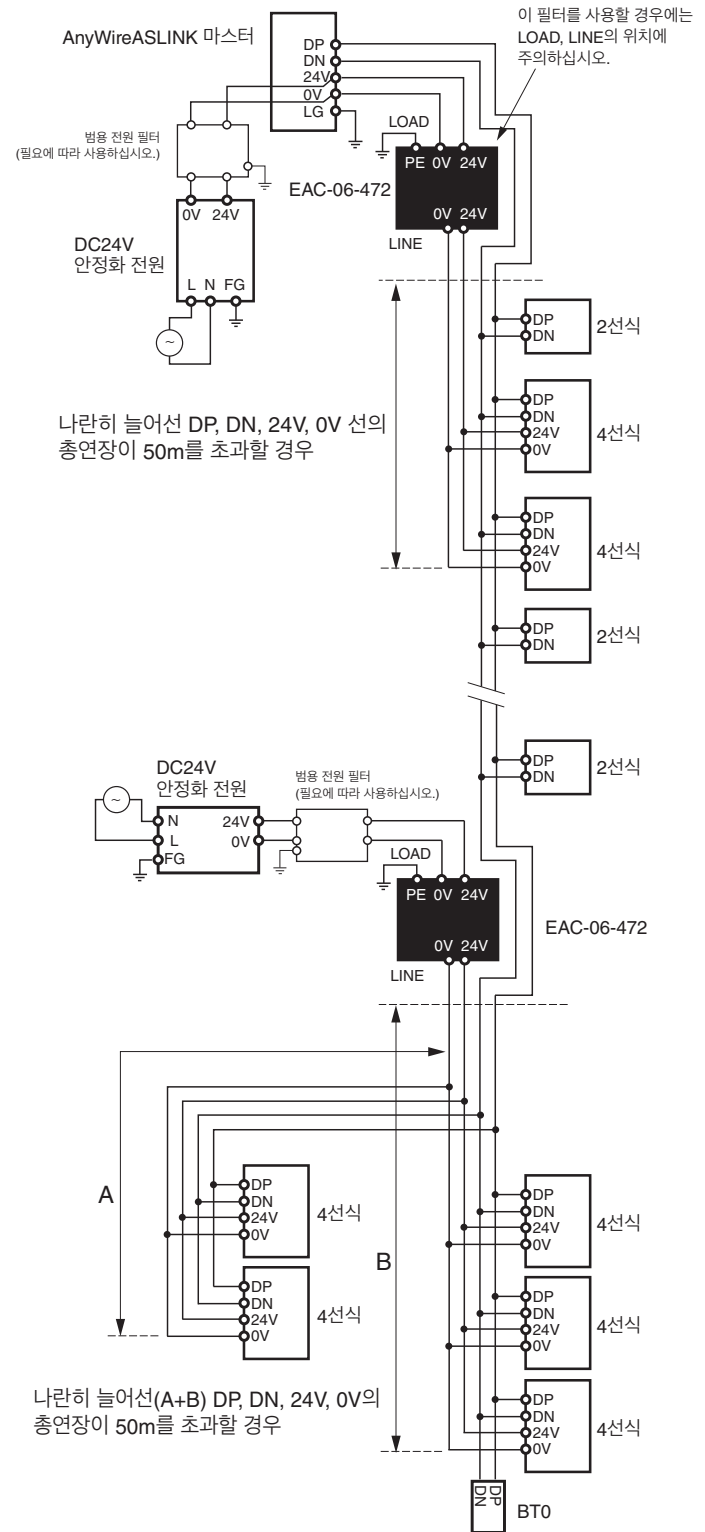 이 필터를 사용할 경우에는
LOAD, LINE의 위치에
주의하십시오.
AnyWireASLINK 마스터
DP
DN
24V
0V
LG
범용 전원 필터
(필요에 따라 사용하십시오.)
LOAD
PE 0V 24V
EAC-06-472
0V 24V
LINE
0V 24V
DC24V
안정화 전원
L N FG
~
나란히 늘어선 DP, DN, 24V, 0V 선의
총연장이 50m를 초과할 경우
DP
DN
2선식
DP
DN
24V
0V
4선식
DP
DN
24V
0V
4선식
DP
DN
2선식
DP
DN
2선식
DC24V
안정화 전원
~
N
L
FG
24V
0V
범용 전원 필터
(필요에 따라 사용하십시오.)
LOAD
PE 0V 24V
EAC-06-472
0V 24V
LINE
A
B
DP
DN
24V
0V
4선식
DP
DN
24V
0V
4선식
DP
DN
24V
0V
4선식
DP
DN
24V
0V
4선식
DP
DN
24V
0V
4선식
나란히 늘어선(A+B) DP, DN, 24V, 0V의
총연장이 50m를 초과할 경우
DP
DN
BT0